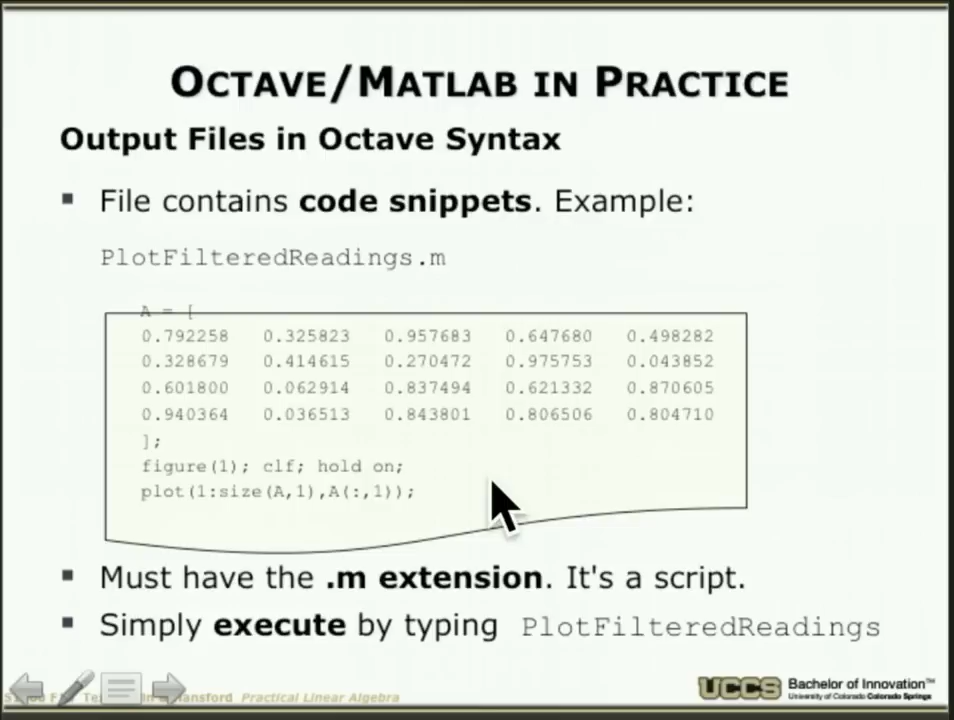 OCTAVE/MATLAB IN PRACTICE
Output Files in Octave Syntax
▪ File contains code snippets. Example:
PlotFilteredReadings.m
A = [
0.792258 0.325823 0.957683 0.647680 0.498282
0.328679 0.414615 0.270472 0.975753 0.043852
0.601800 0.062914 0.837494 0.621332 0.870605
0.940364 0.036513 0.843801 0.806506 0.804710
];
figure(1); clf; hold on;
plot(1:size(A,1),A(:,1));
▪ Must have the .m extension. It's a script.
▪ Simply execute by typing PlotFilteredReadings
Practical Linear Algebra
UCCS Bachelor of Innovation™
University of Colorado Colorado Springs